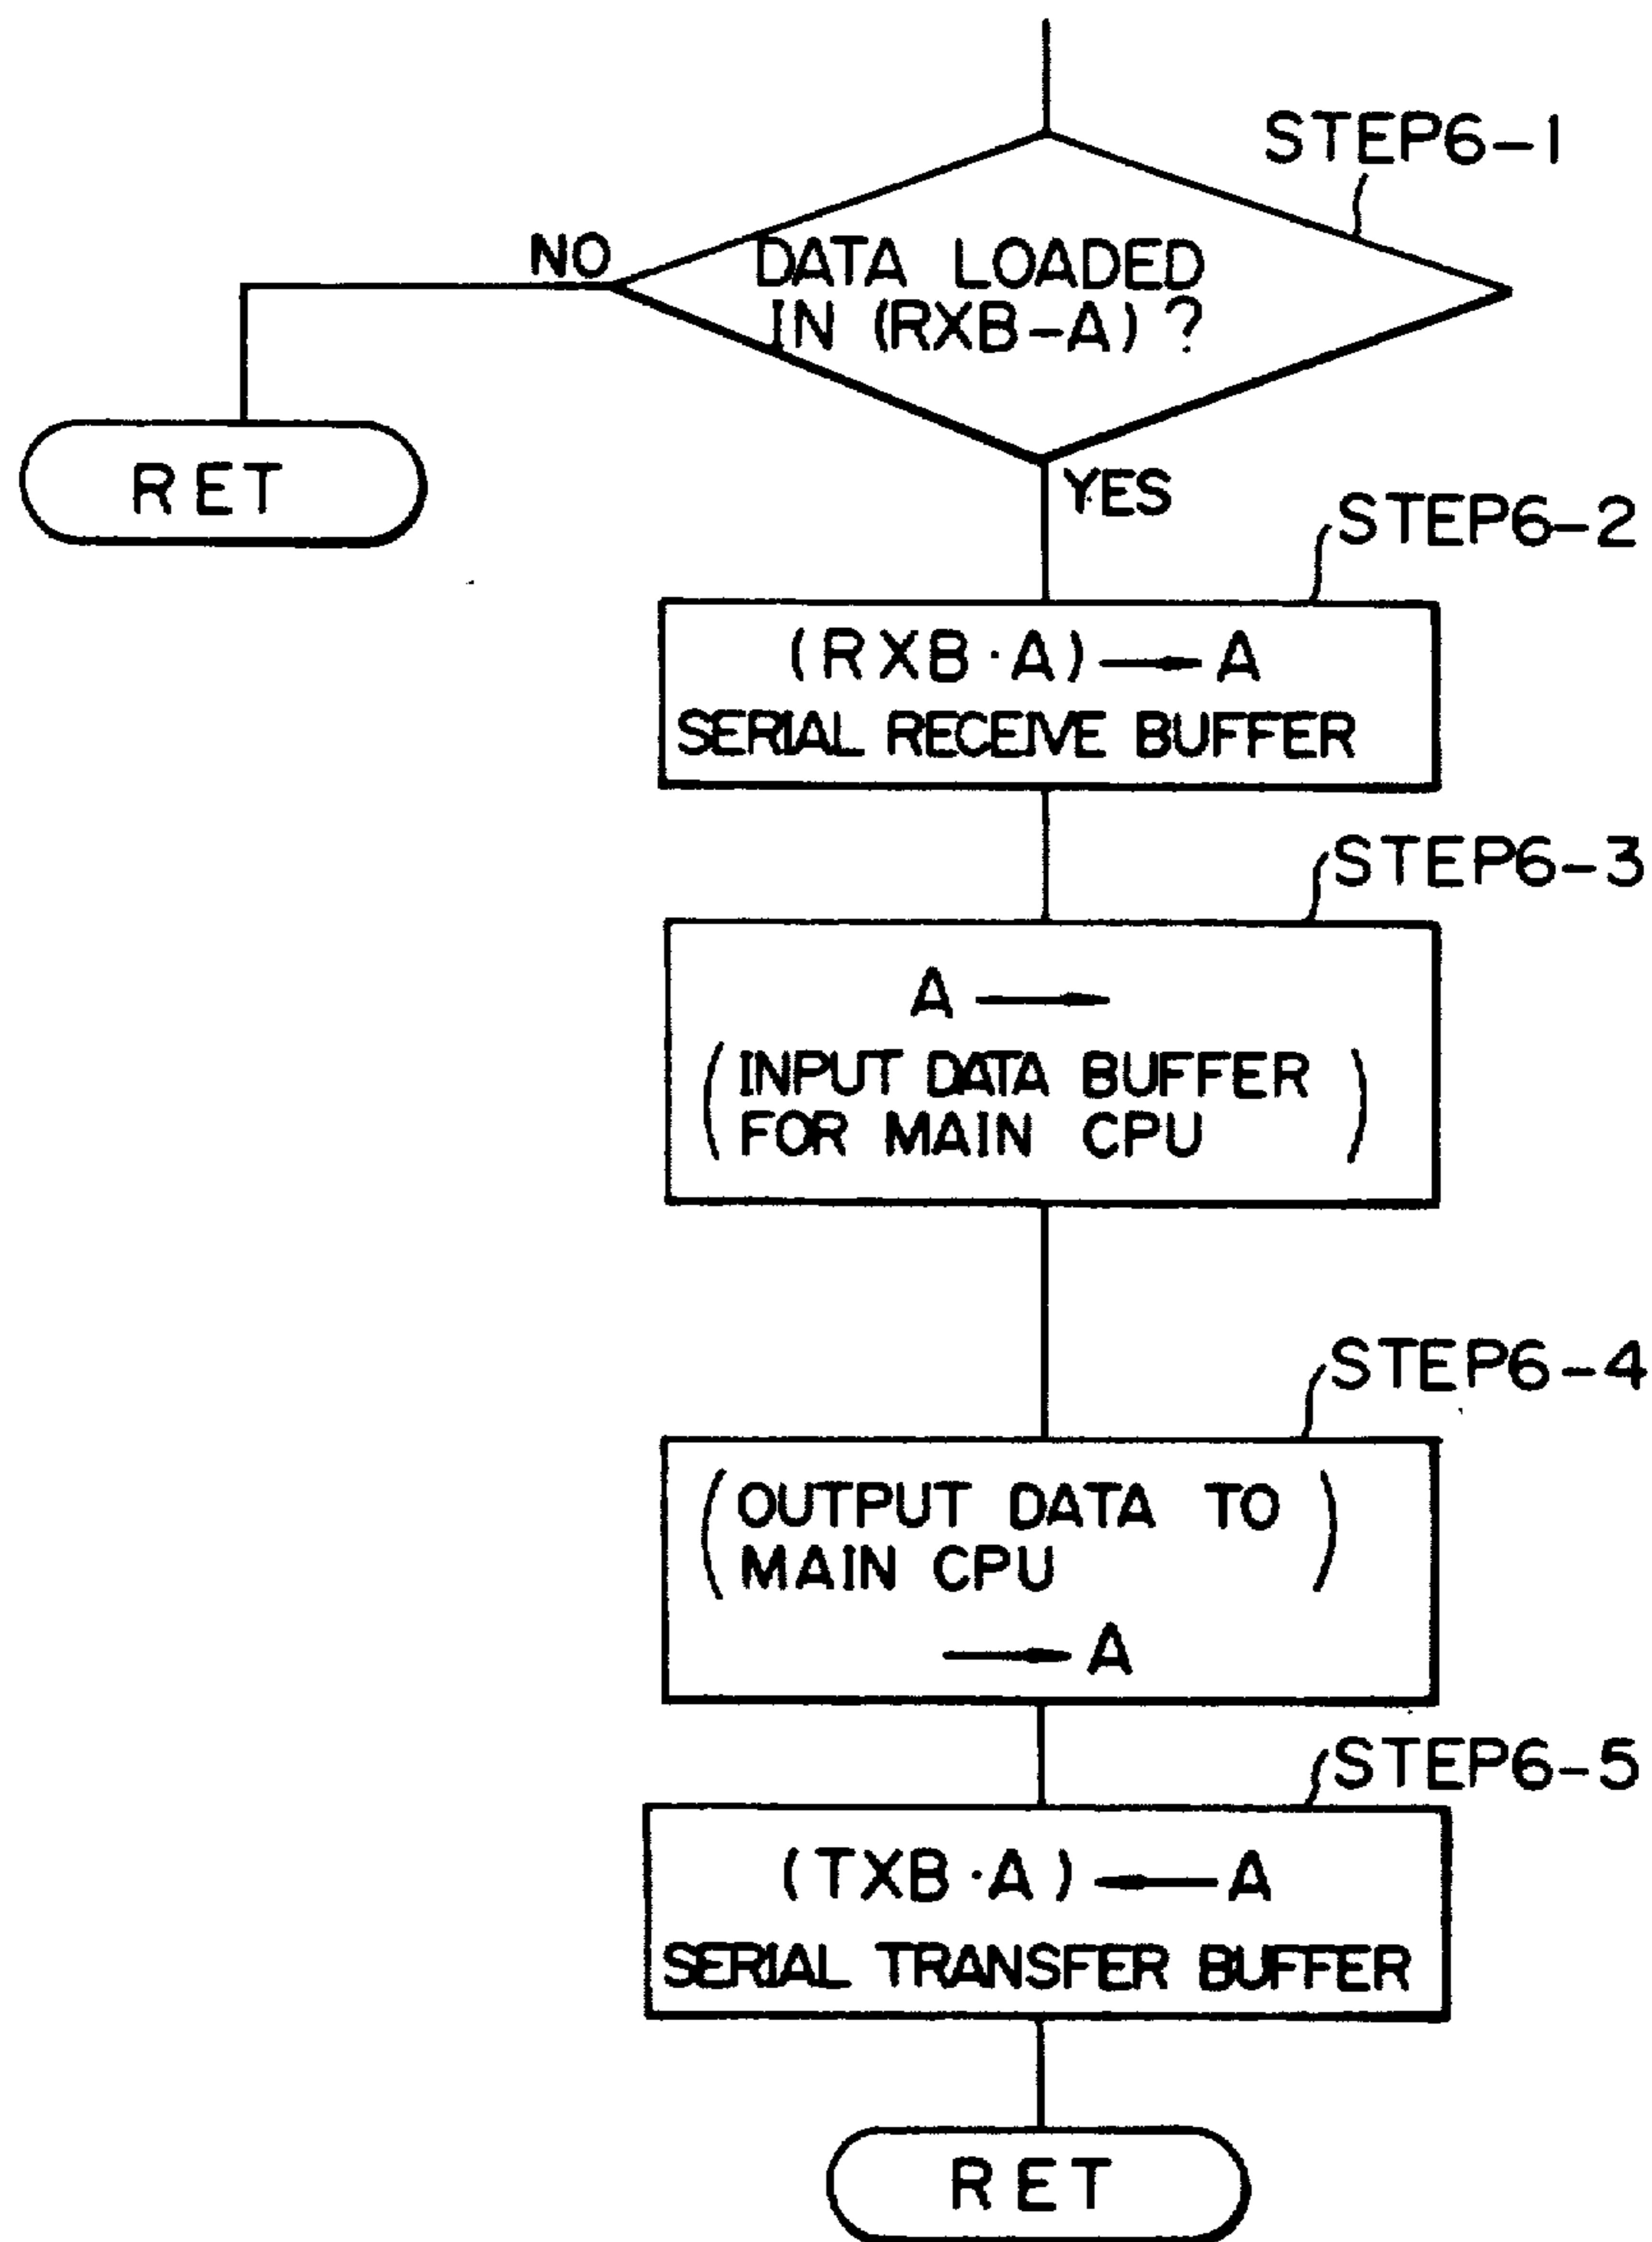 STEP6-1
NO
DATA LOADED
IN (RXB-A) ?
RET
YES
STEP6-2
(RXB·A) → A
SERIAL RECEIVE BUFFER
STEP6-3
A →
(INPUT DATA BUFFER
FOR MAIN CPU)
STEP6-4
(OUTPUT DATA TO
MAIN CPU)
→ A
STEP6-5
(TXB·A) ← A
SERIAL TRANSFER BUFFER
RET